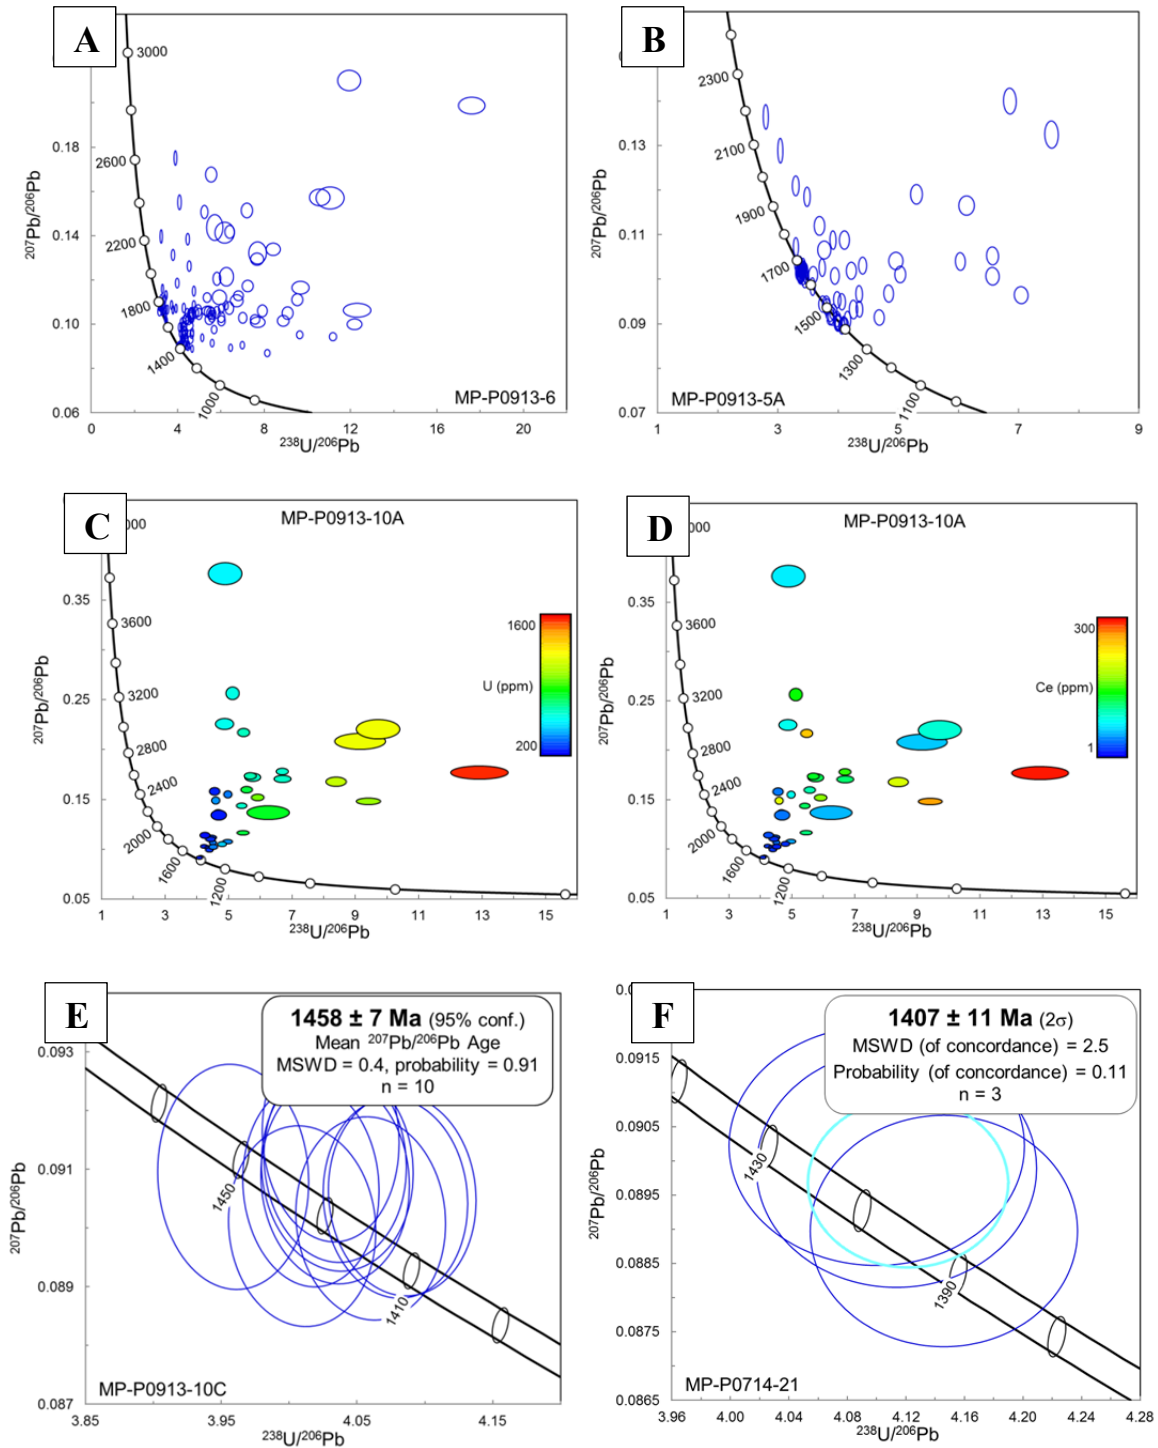 A
3000
0.18
2600
0.14
2200
1800
0.10
1400
1000
0.06
MP-P0913-6
0 4 8 12 16 20
238U/206Pb
207Pb/206Pb
B
2300
0.13
2100
1900
0.11
1700
1500
0.09
1300
1100
0.07
MP-P0913-5A
1 3 5 7 9
238U/206Pb
207Pb/206Pb
C
000
MP-P0913-10A
0.35
3600
1600
U (ppm)
200
3200
0.25
2800
2400
0.15
2000
1600
1200
0.05
1 3 5 7 9 11 13 15
238U/206Pb
207Pb/206Pb
D
000
MP-P0913-10A
0.35
3600
300
Ce (ppm)
1
3200
0.25
2800
2400
0.15
2000
1600
1200
0.05
1 3 5 7 9 11 13 15
238U/206Pb
207Pb/206Pb
E
1458 ± 7 Ma (95% conf.)
Mean 207Pb/206Pb Age
MSWD = 0.4, probability = 0.91
n = 10
0.093
0.091
1450
0.089
1410
0.087
MP-P0913-10C
3.85 3.95 4.05 4.15
238U/206Pb
207Pb/206Pb
F
1407 ± 11 Ma (2σ)
MSWD (of concordance) = 2.5
Probability (of concordance) = 0.11
n = 3
0.0915
0.0905
1430
0.0895
0.0885
1390
0.0875
0.0865
MP-P0714-21
3.96 4.00 4.04 4.08 4.12 4.16 4.20 4.24 4.28
238U/206Pb
207Pb/206Pb